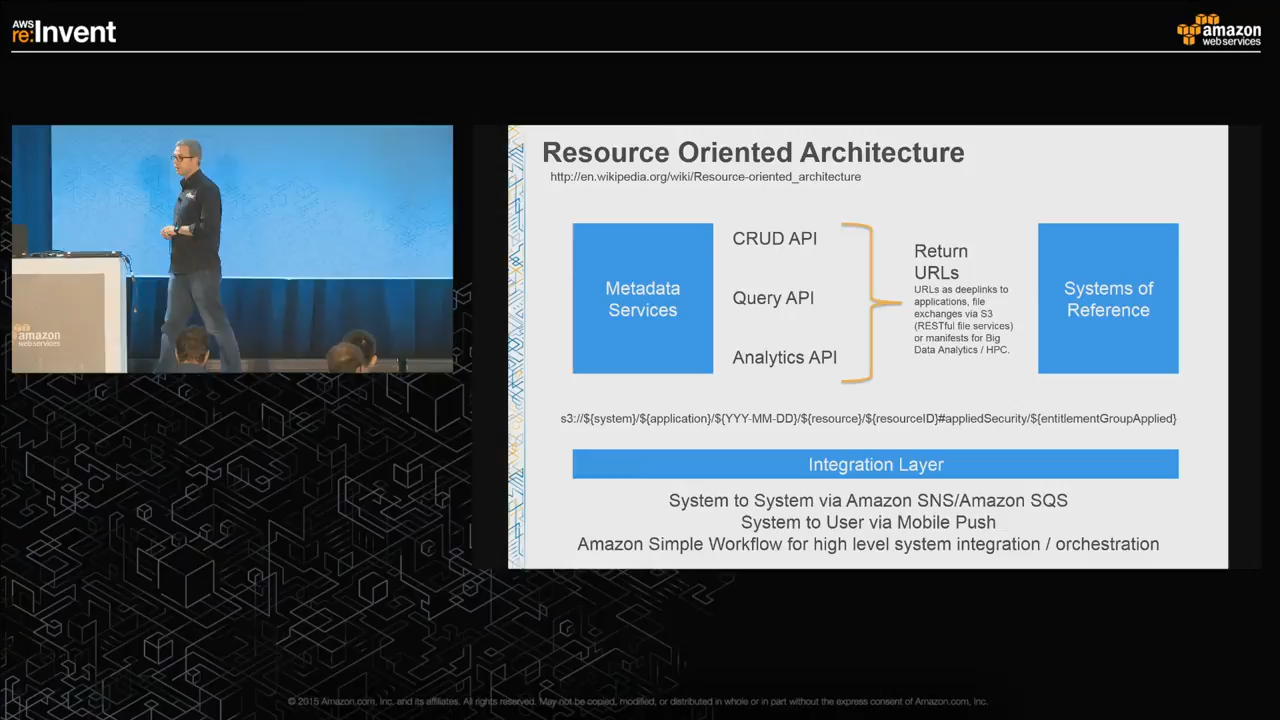 AWS
re:Invent
amazon
web services
amazon
web services
Resource Oriented Architecture
http://en.wikipedia.org/wiki/Resource-oriented_architecture
Metadata
Services
CRUD API
Query API
Analytics API
Return
URLs
URLs as deeplinks to
applications, file
exchanges via S3
(RESTful file services)
or manifests for Big
Data Analytics / HPC.
Systems of
Reference
s3://${system}/${application}/${YYY-MM-DD}/${resource}/${resourceID}#appliedSecurity/${entitlementGroupApplied}
Integration Layer
System to System via Amazon SNS/Amazon SQS
System to User via Mobile Push
Amazon Simple Workflow for high level system integration / orchestration
© 2015 Amazon.com, Inc. and its affiliates. All rights reserved. May not be copied, modified, or distributed in whole or in part without the express consent of Amazon.com, Inc.